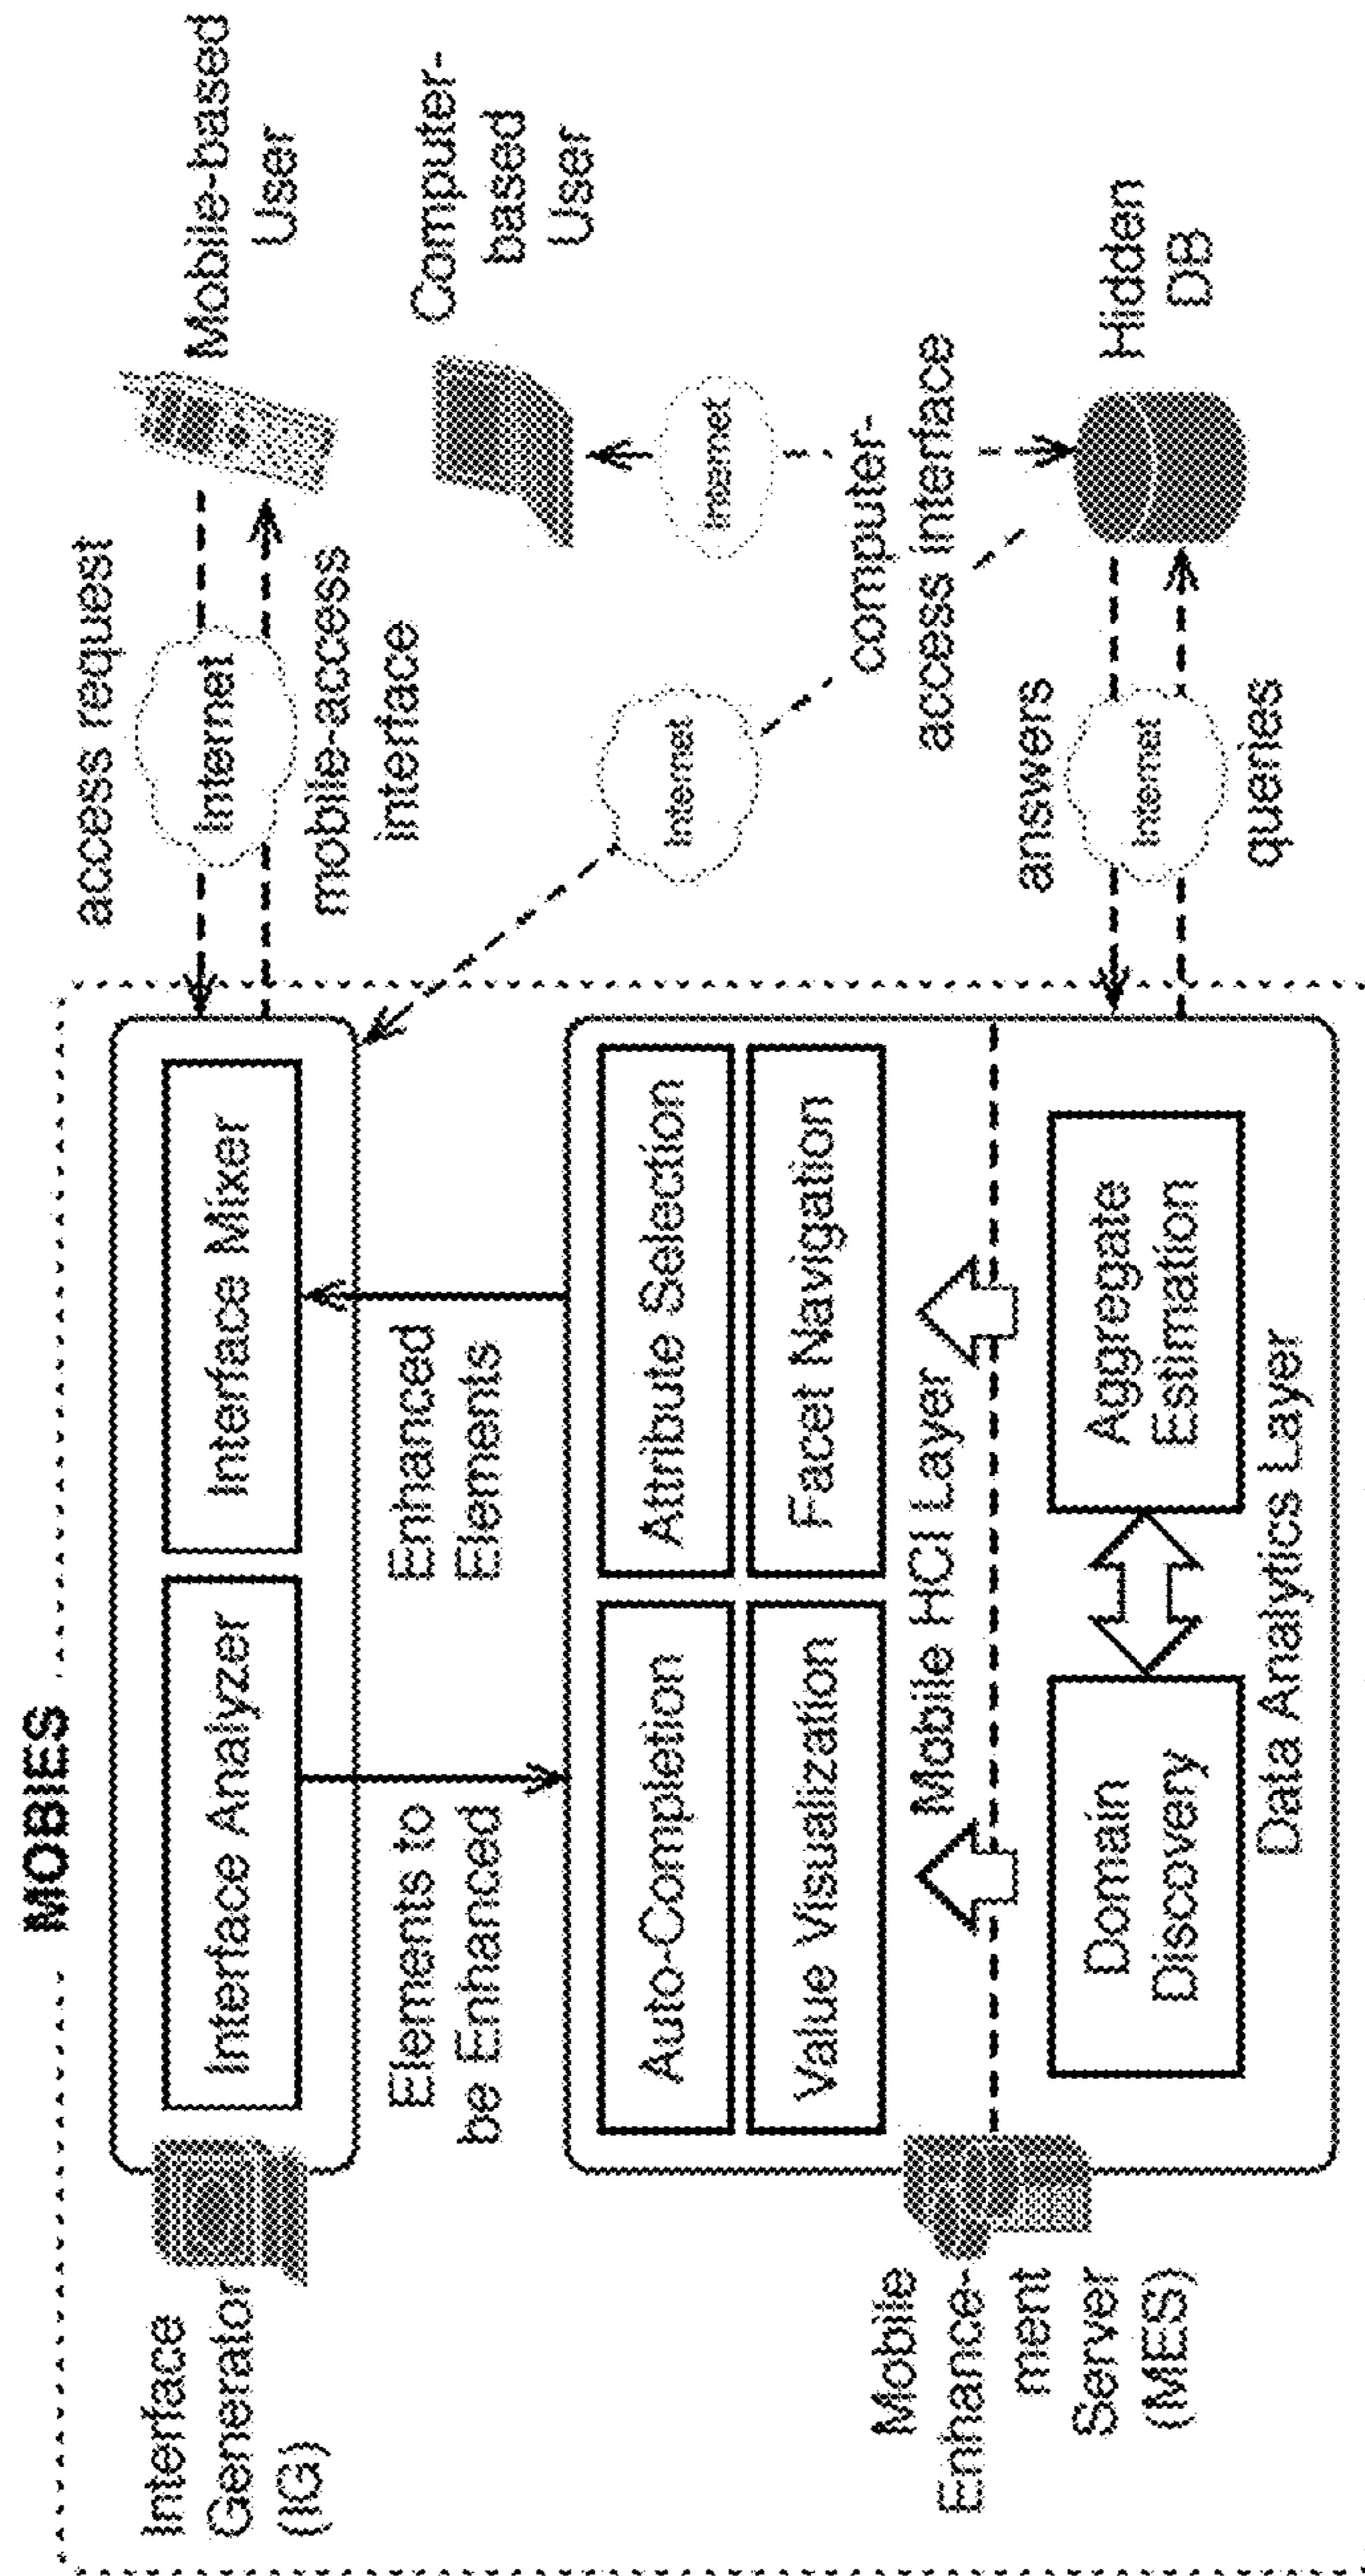 MOBIES
Interface
Generator
(IG)
Interface Analyzer
Interface Mixer
access request
Internet
mobile-access
interface
Mobile-based
User
Elements to
be Enhanced
Enhanced
Elements
Computer-
based
User
Internet
Internet
computer-
access interface
Auto-Completion
Attribute Selection
Value Visualization
Facet Navigation
Mobile HCI Layer
Mobile
Enhance-
ment
Server
(MES)
Domain
Discovery
Aggregate
Estimation
Data Analytics Layer
answers
Internet
queries
Hidden
DB